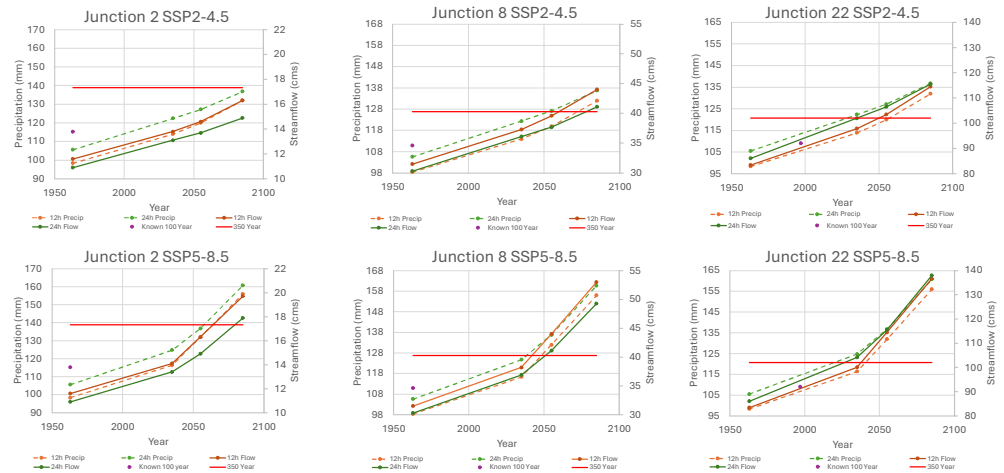 Junction 2 SSP2-4.5
Precipitation (mm)
170
160
150
140
130
120
110
100
90
22
20
18
16
14
12
10
Streamflow (cms)
1950
2000
2050
2100
Year
12h Precip
24h Precip
12h Flow
24h Flow
Known 100 Year
350 Year
Junction 8 SSP2-4.5
Precipitation (mm)
168
158
148
138
128
118
108
98
55
50
45
40
35
30
Streamflow (cms)
1950
2000
2050
2100
Year
12h Precip
24h Precip
12h Flow
24h Flow
Known 100 Year
350 Year
Junction 22 SSP2-4.5
Precipitation (mm)
165
155
145
135
125
115
105
95
140
130
120
110
100
90
80
Streamflow (cms)
1950
2000
2050
2100
Year
12h Precip
24h Precip
12h Flow
24h Flow
Known 100 Year
350 Year
Junction 2 SSP5-8.5
Precipitation (mm)
170
160
150
140
130
120
110
100
90
22
20
18
16
14
12
10
Streamflow (cms)
1950
2000
2050
2100
Year
12h Precip
24h Precip
12h Flow
24h Flow
Known 100 year
350 Year
Junction 8 SSP5-8.5
Precipitation (mm)
168
158
148
138
128
118
108
98
55
50
45
40
35
30
Streamflow (cms)
1950
2000
2050
2100
Year
12h Precip
24h Precip
12h Flow
24h Flow
Known 100 Year
350 Year
Junction 22 SSP5-8.5
Precipitation (mm)
165
155
145
135
125
115
105
95
140
130
120
110
100
90
80
Streamflow (cms)
1950
2000
2050
2100
Year
12h Precip
24h Precip
12h Flow
24h Flow
Known 100 Year
350 Year